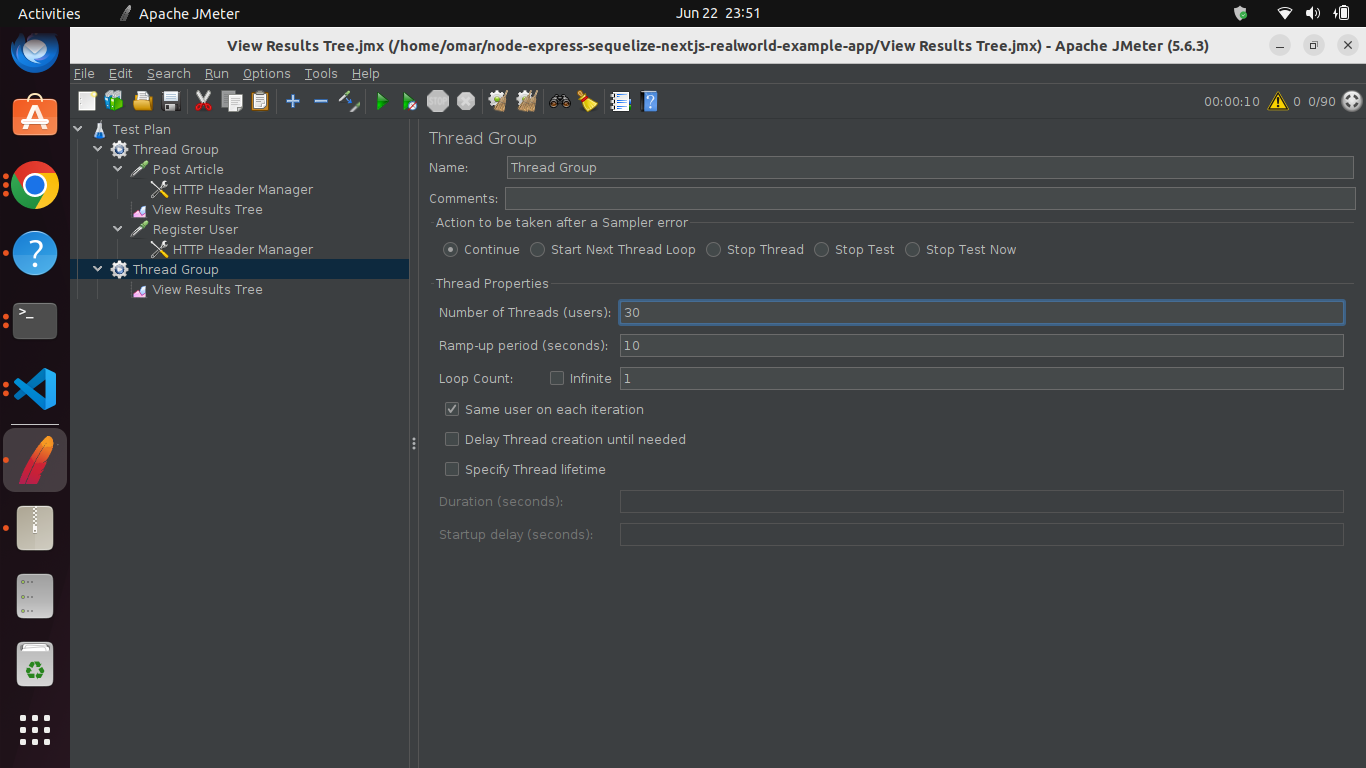 Activities
Apache JMeter
Jun 22 23:51
View Results Tree.jmx (/home/omar/node-express-sequelize-nextjs-realworld-example-app/View Results Tree.jmx) - Apache JMeter (5.6.3)
File Edit Search Run Options Tools Help
STOP
00:00:10 0 0/90
Test Plan
Thread Group
Post Article
HTTP Header Manager
View Results Tree
Register User
HTTP Header Manager
Thread Group
View Results Tree
Thread Group
Name: Thread Group
Comments:
Action to be taken after a Sampler error
Continue Start Next Thread Loop Stop Thread Stop Test Stop Test Now
Thread Properties
Number of Threads (users): 30
Ramp-up period (seconds): 10
Loop Count: Infinite 1
Same user on each iteration
Delay Thread creation until needed
Specify Thread lifetime
Duration (seconds):
Startup delay (seconds):